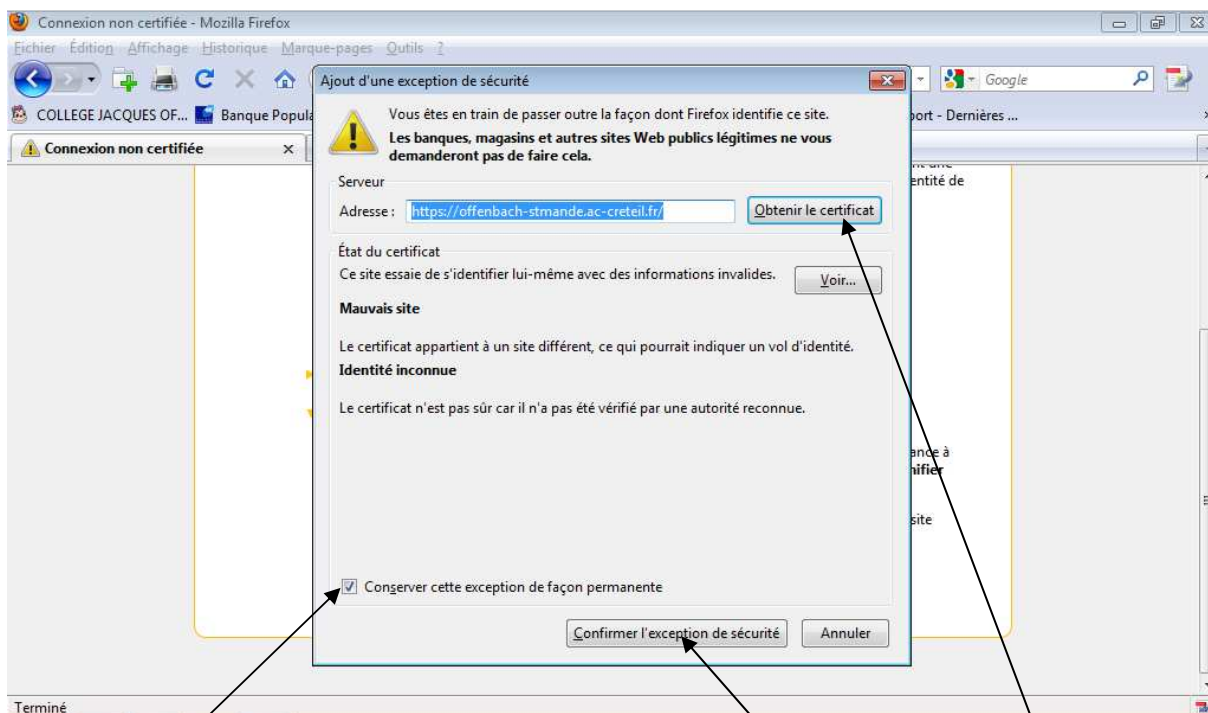 Connexion non certifiée - Mozilla Firefox
Fichier Édition Affichage Historique Marque-pages Outils ?
Ajout d'une exception de sécurité
Google
COLLEGE JACQUES OF... Banque Popula
port - Dernières ...
Connexion non certifiée
Vous êtes en train de passer outre la façon dont Firefox identifie ce site.
Les banques, magasins et autres sites Web publics légitimes ne vous
demanderont pas de faire cela.
entité de
Serveur
Adresse : https://offenbach-stmande.ac-creteil.fr/ Obtenir le certificat
État du certificat
Ce site essaie de s'identifier lui-même avec des informations invalides. Voir...
Mauvais site
Le certificat appartient à un site différent, ce qui pourrait indiquer un vol d'identité.
Identité inconnue
Le certificat n'est pas sûr car il n'a pas été vérifié par une autorité reconnue.
ance à
nifier
site
Conserver cette exception de façon permanente
Confirmer l'exception de sécurité Annuler
Terminé